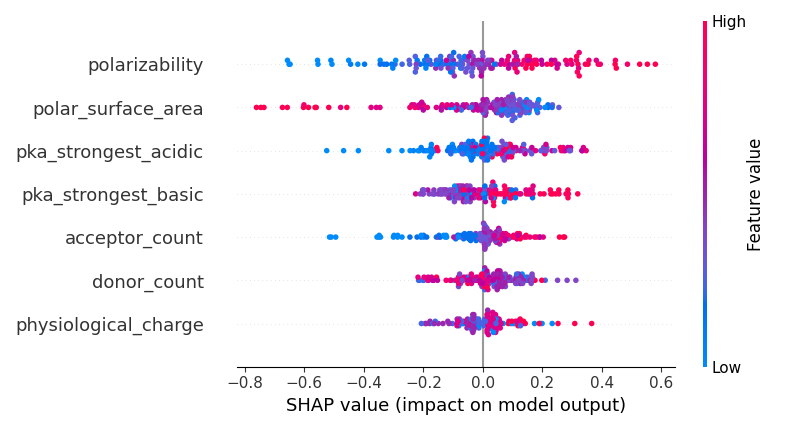 High
polarizability
polar_surface_area
pka_strongest_acidic
pka_strongest_basic
acceptor_count
donor_count
physiological_charge
Feature value
Low
−0.8 −0.6 −0.4 −0.2 0.0 0.2 0.4 0.6
SHAP value (impact on model output)